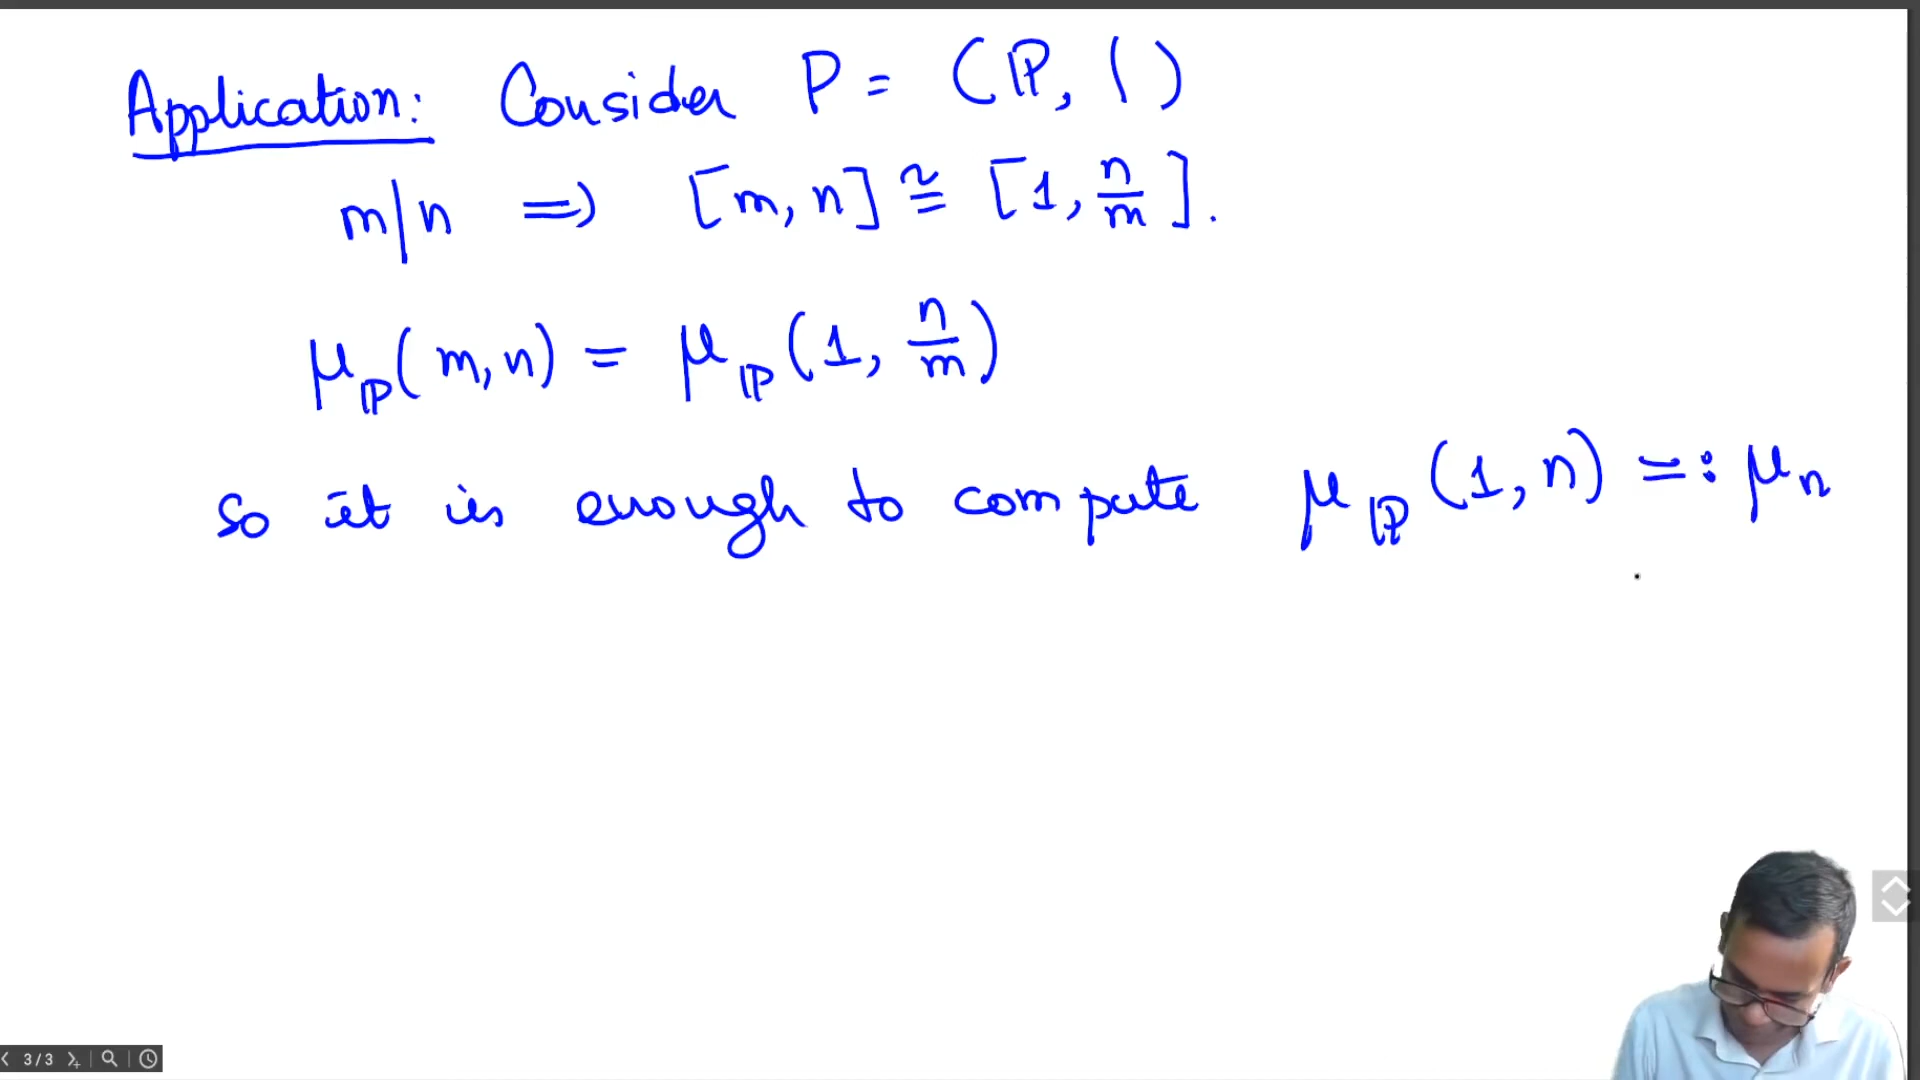 Application: Consider P = (ℙ, |)
m|n ⇒ [m, n] ≅ [1, n/m].
μ_ℙ(m, n) = μ_ℙ(1, n/m)
So it is enough to compute μ_ℙ(1, n) =: μ_n
3/3